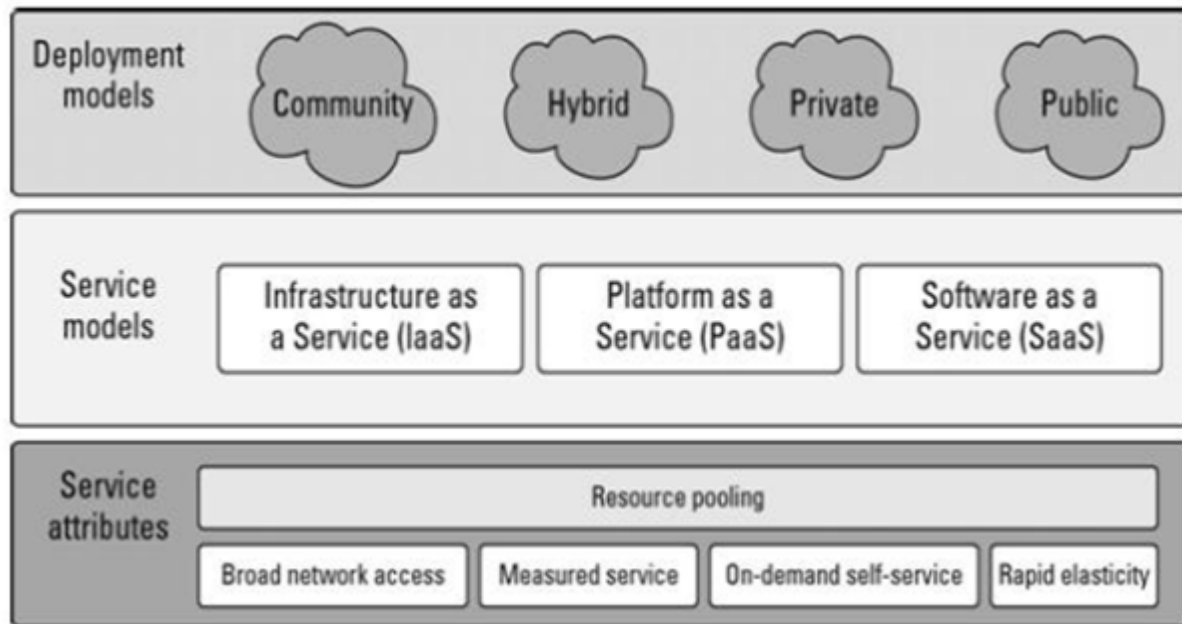 Deployment
models
Community
Hybrid
Private
Public
Service
models
Infrastructure as
a Service (IaaS)
Platform as a
Service (PaaS)
Software as a
Service (SaaS)
Service
attributes
Resource pooling
Broad network access
Measured service
On-demand self-service
Rapid elasticity